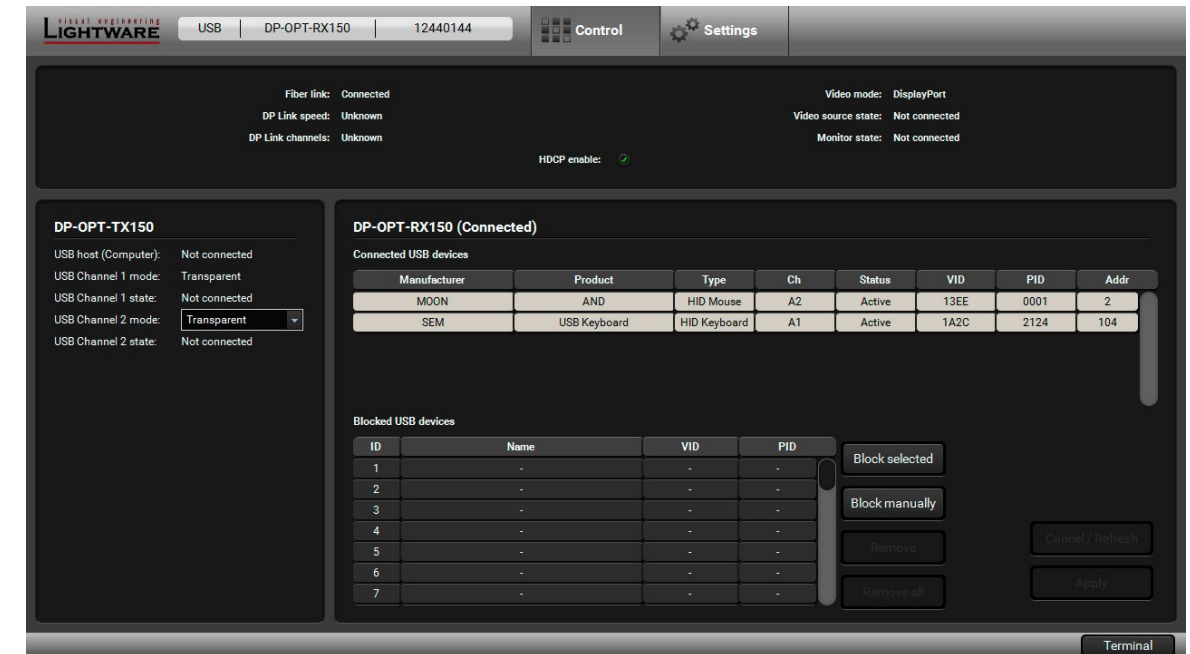 visual engineering
LIGHTWARE
USB | DP-OPT-RX150 | 12440144
Control
Settings
Fiber link: Connected
DP Link speed: Unknown
DP Link channels: Unknown
Video mode: DisplayPort
Video source state: Not connected
Monitor state: Not connected
HDCP enable:
DP-OPT-TX150
USB host (Computer): Not connected
USB Channel 1 mode: Transparent
USB Channel 1 state: Not connected
USB Channel 2 mode: Transparent
USB Channel 2 state: Not connected
DP-OPT-RX150 (Connected)
Connected USB devices
Manufacturer Product Type Ch Status VID PID Addr
MOON AND HID Mouse A2 Active 13EE 0001 2
SEM USB Keyboard HID Keyboard A1 Active 1A2C 2124 104
Blocked USB devices
ID Name VID PID
1 - - -
2 - - -
3 - - -
4 - - -
5 - - -
6 - - -
7 - - -
Block selected
Block manually
Remove
Remove all
Cancel / Refresh
Apply
Terminal